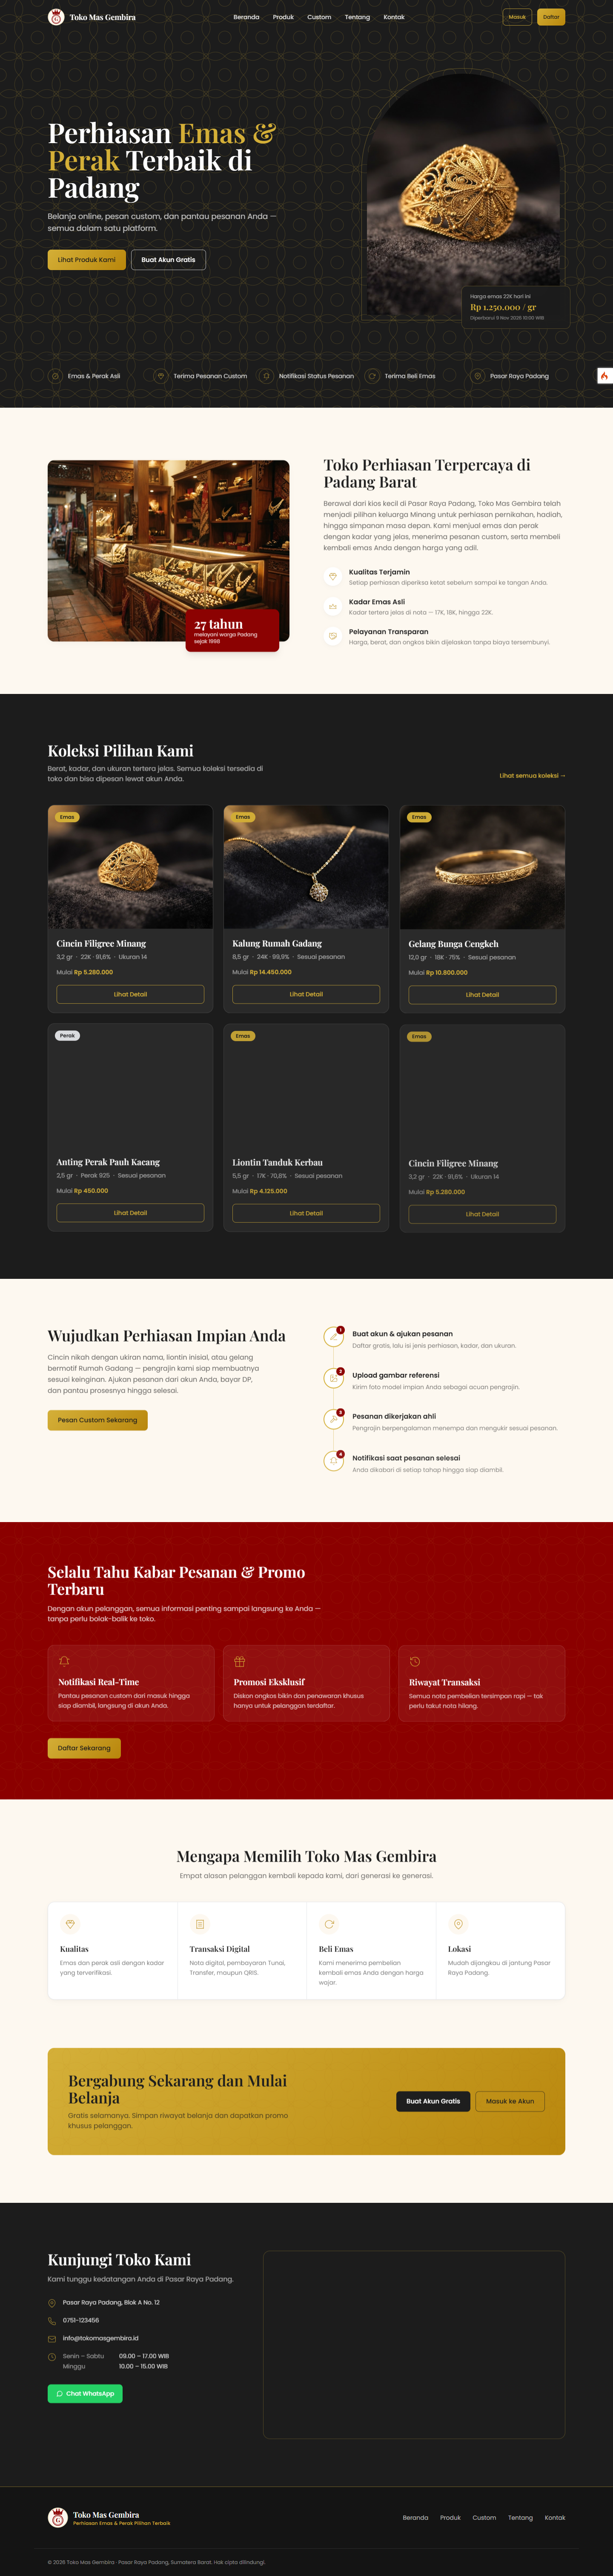 Toko Mas Gembira
Beranda Produk Custom Tentang Kontak
Masuk Daftar
Perhiasan Emas &
Perak Terbaik di
Padang
Belanja online, pesan custom, dan pantau pesanan Anda —
semua dalam satu platform.
Lihat Produk Kami Buat Akun Gratis
Harga emas 22K hari ini
Rp 1.250.000 / gr
Diperbarui 9 Nov 2026 10:00 WIB
Emas & Perak Asli Terima Pesanan Custom Notifikasi Status Pesanan Terima Beli Emas Pasar Raya Padang
Toko Perhiasan Terpercaya di
Padang Barat
Berawal dari kios kecil di Pasar Raya Padang, Toko Mas Gembira telah
menjadi pilihan keluarga Minang untuk perhiasan pernikahan, hadiah,
hingga simpanan masa depan. Kami menjual emas dan perak
dengan kadar yang jelas, menerima pesanan custom, serta membeli
kembali emas Anda dengan harga yang adil.
Kualitas Terjamin
Setiap perhiasan diperiksa ketat sebelum sampai ke tangan Anda.
Kadar Emas Asli
Kadar tertera jelas di nota — 17K, 18K, hingga 22K.
Pelayanan Transparan
Harga, berat, dan ongkos bikin dijelaskan tanpa biaya tersembunyi.
27 tahun
melayani warga Padang
sejak 1998
Koleksi Pilihan Kami
Berat, kadar, dan ukuran tertera jelas. Semua koleksi tersedia di
toko dan bisa dipesan lewat akun Anda.
Lihat semua koleksi →
Emas
Cincin Filigree Minang
3,2 gr · 22K · 91,6% · Ukuran 14
Mulai Rp 5.280.000
Lihat Detail
Emas
Kalung Rumah Gadang
8,5 gr · 24K · 99,9% · Sesuai pesanan
Mulai Rp 14.450.000
Lihat Detail
Emas
Gelang Bunga Cengkeh
12,0 gr · 18K · 75% · Sesuai pesanan
Mulai Rp 10.800.000
Lihat Detail
Perak
Anting Perak Pauh Kacang
2,5 gr · Perak 925 · Sesuai pesanan
Mulai Rp 450.000
Lihat Detail
Emas
Liontin Tanduk Kerbau
5,5 gr · 17K · 70,8% · Sesuai pesanan
Mulai Rp 4.125.000
Lihat Detail
Emas
Cincin Filigree Minang
3,2 gr · 22K · 91,6% · Ukuran 14
Mulai Rp 5.280.000
Lihat Detail
Wujudkan Perhiasan Impian Anda
Cincin nikah dengan ukiran nama, liontin inisial, atau gelang
bermotif Rumah Gadang — pengrajin kami siap membuatnya
sesuai keinginan. Ajukan pesanan dari akun Anda, bayar DP,
dan pantau prosesnya hingga selesai.
Pesan Custom Sekarang
1
Buat akun & ajukan pesanan
Daftar gratis, lalu isi jenis perhiasan, kadar, dan ukuran.
2
Upload gambar referensi
Kirim foto model impian Anda sebagai acuan pengrajin.
3
Pesanan dikerjakan ahli
Pengrajin berpengalaman menempa dan mengukir sesuai pesanan.
4
Notifikasi saat pesanan selesai
Anda dikabari di setiap tahap hingga siap diambil.
Selalu Tahu Kabar Pesanan & Promo
Terbaru
Dengan akun pelanggan, semua informasi penting sampai langsung ke Anda —
tanpa perlu bolak-balik ke toko.
Notifikasi Real-Time
Pantau pesanan custom dari masuk hingga
siap diambil, langsung di akun Anda.
Promosi Eksklusif
Diskon ongkos bikin dan penawaran khusus
hanya untuk pelanggan terdaftar.
Riwayat Transaksi
Semua nota pembelian tersimpan rapi — tak
perlu takut nota hilang.
Daftar Sekarang
Mengapa Memilih Toko Mas Gembira
Empat alasan pelanggan kembali kepada kami, dari generasi ke generasi.
Kualitas
Emas dan perak asli dengan kadar
yang terverifikasi.
Transaksi Digital
Nota digital, pembayaran Tunai,
Transfer, maupun QRIS.
Beli Emas
Kami menerima pembelian
kembali emas Anda dengan harga
wajar.
Lokasi
Mudah dijangkau di jantung Pasar
Raya Padang.
Bergabung Sekarang dan Mulai
Belanja
Gratis selamanya. Simpan riwayat belanja dan dapatkan promo
khusus pelanggan.
Buat Akun Gratis Masuk ke Akun
Kunjungi Toko Kami
Kami tunggu kedatangan Anda di Pasar Raya Padang.
Pasar Raya Padang, Blok A No. 12
0751-123456
info@tokomasgembira.id
Senin – Sabtu 09.00 – 17.00 WIB
Minggu 10.00 – 15.00 WIB
Chat WhatsApp
Toko Mas Gembira
Perhiasan Emas & Perak Pilihan Terbaik
Beranda Produk Custom Tentang Kontak
© 2026 Toko Mas Gembira · Pasar Raya Padang, Sumatera Barat. Hak cipta dilindungi.